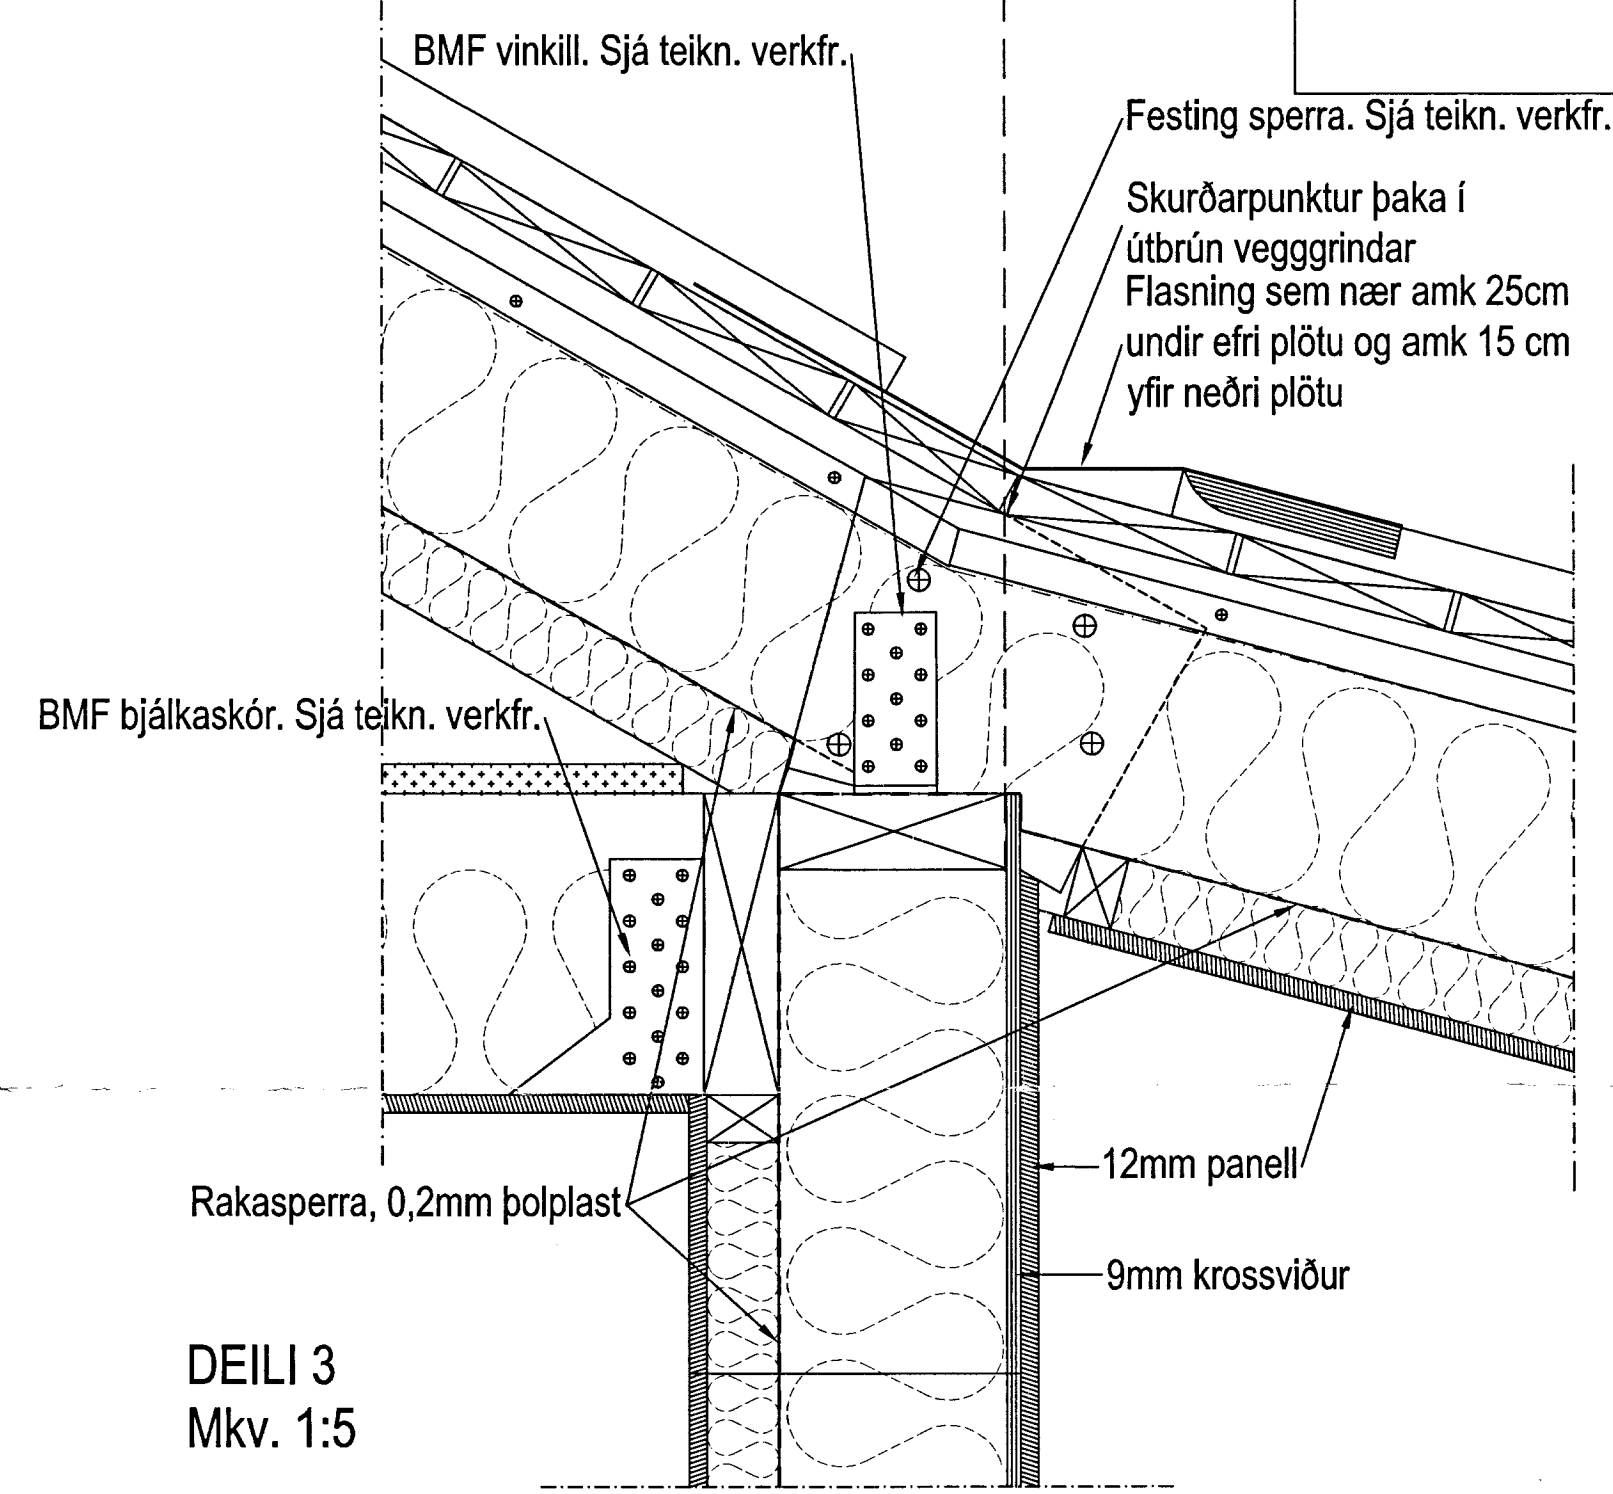 BMF vinkill. Sjá teikn. verkfr.
Festing sperra. Sjá teikn. verkfr.
Skurðarpunktur þaka í
útbrún vegggrindar
Flasning sem nær amk 25cm
undir efri plötu og amk 15 cm
yfir neðri plötu
BMF bjálkaskór. Sjá teikn. verkfr.
12mm panell
Rakasperra, 0,2mm þolplast
9mm krossviður
DEILI 3
Mkv. 1:5